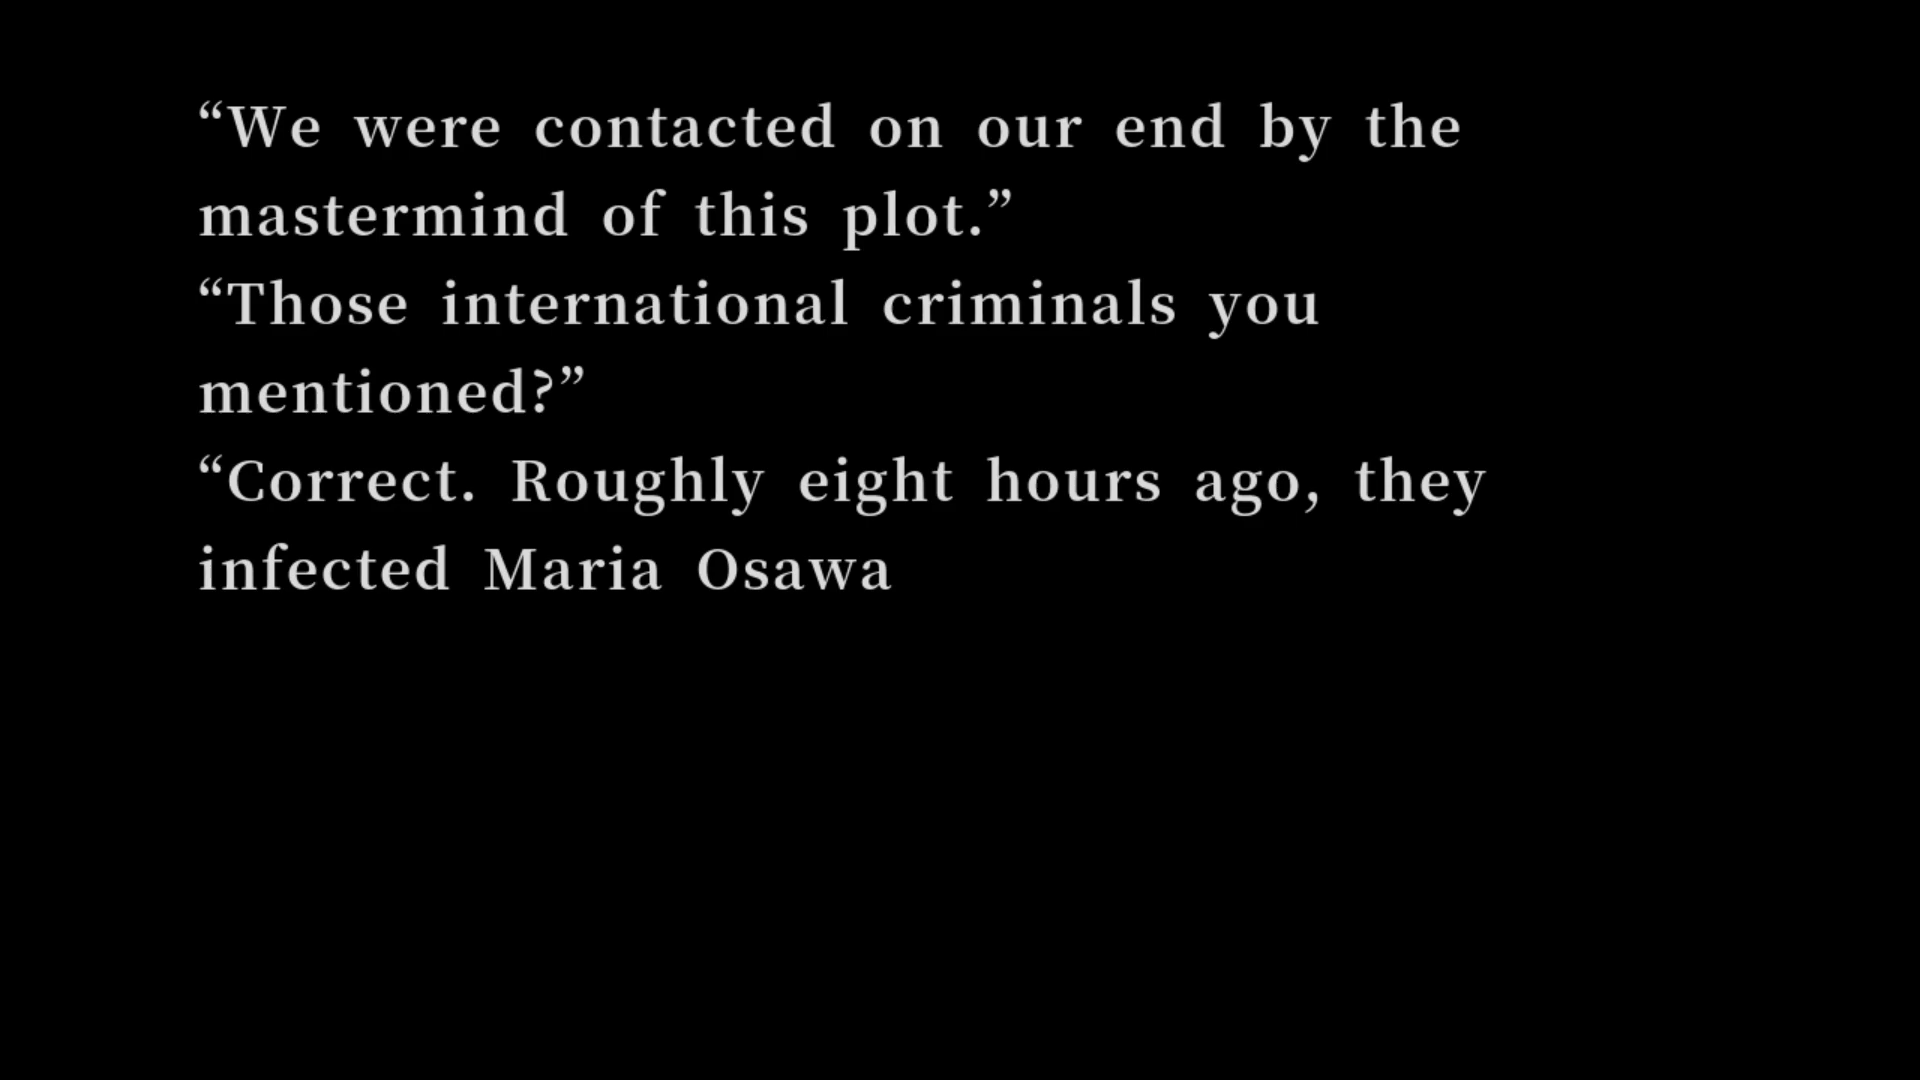 “We were contacted on our end by the
mastermind of this plot.”
“Those international criminals you
mentioned?”
“Correct. Roughly eight hours ago, they
infected Maria Osawa